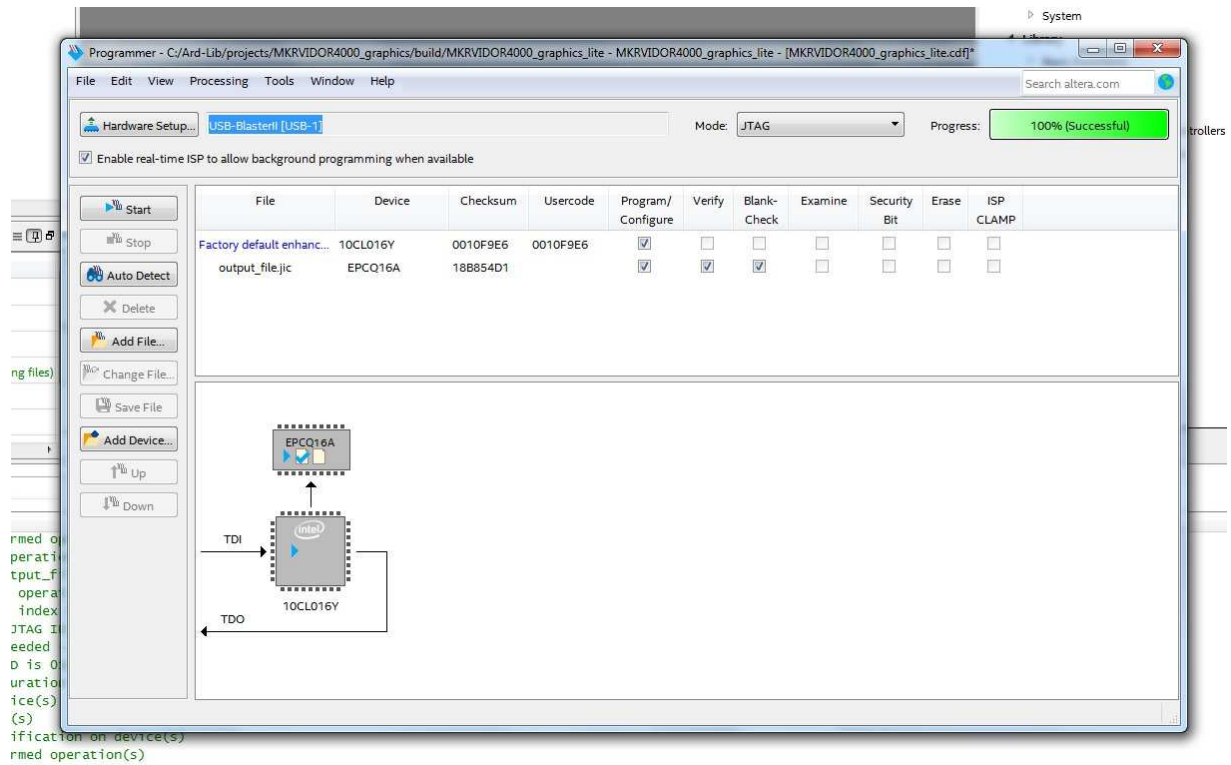 System
Programmer - C:/Ard-Lib/projects/MKRVIDOR4000_graphics/build/MKRVIDOR4000_graphics_lite - MKRVIDOR4000_graphics_lite - [MKRVIDOR4000_graphics_lite.cdf]*
File Edit View Processing Tools Window Help
Search altera.com
Hardware Setup... USB-BlasterII [USB-1] Mode: JTAG Progress: 100% (Successful)
trollers
Enable real-time ISP to allow background programming when available
Start
Stop
Auto Detect
Delete
Add File...
Change File...
Save File
Add Device...
Up
Down
File Device Checksum Usercode Program/ Configure Verify Blank- Check Examine Security Bit Erase ISP CLAMP
Factory default enhanc... 10CL016Y 0010F9E6 0010F9E6
output_file.jic EPCQ16A 18B854D1
ng files)
EPCQ16A
TDI
intel
10CL016Y
TDO
rmed o
perati
tput_f
opera
index
JTAG I
eeded
D is 0
uratio
ice(s)
(s)
ification on device(s)
rmed operation(s)